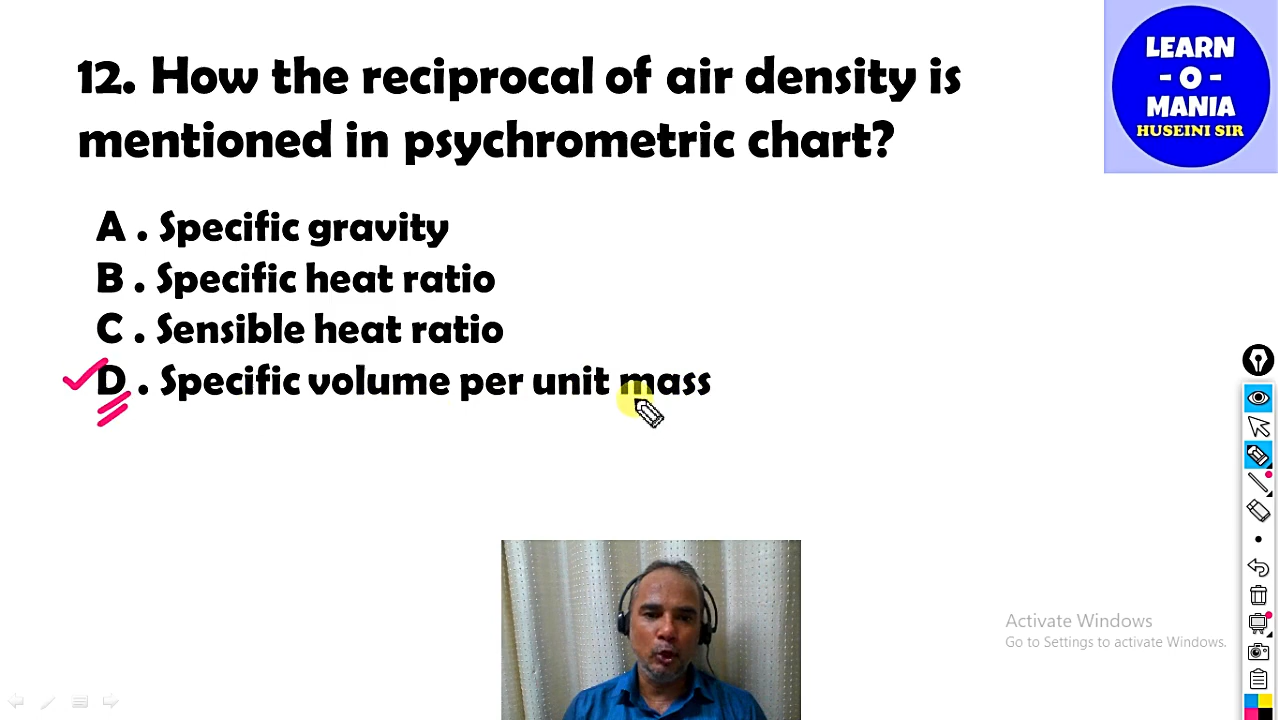 12. How the reciprocal of air density is
mentioned in psychrometric chart?
A . Specific gravity
B . Specific heat ratio
C . Sensible heat ratio
D . Specific volume per unit mass
LEARN
- O -
MANIA
HUSEINI SIR
Activate Windows
Go to Settings to activate Windows.